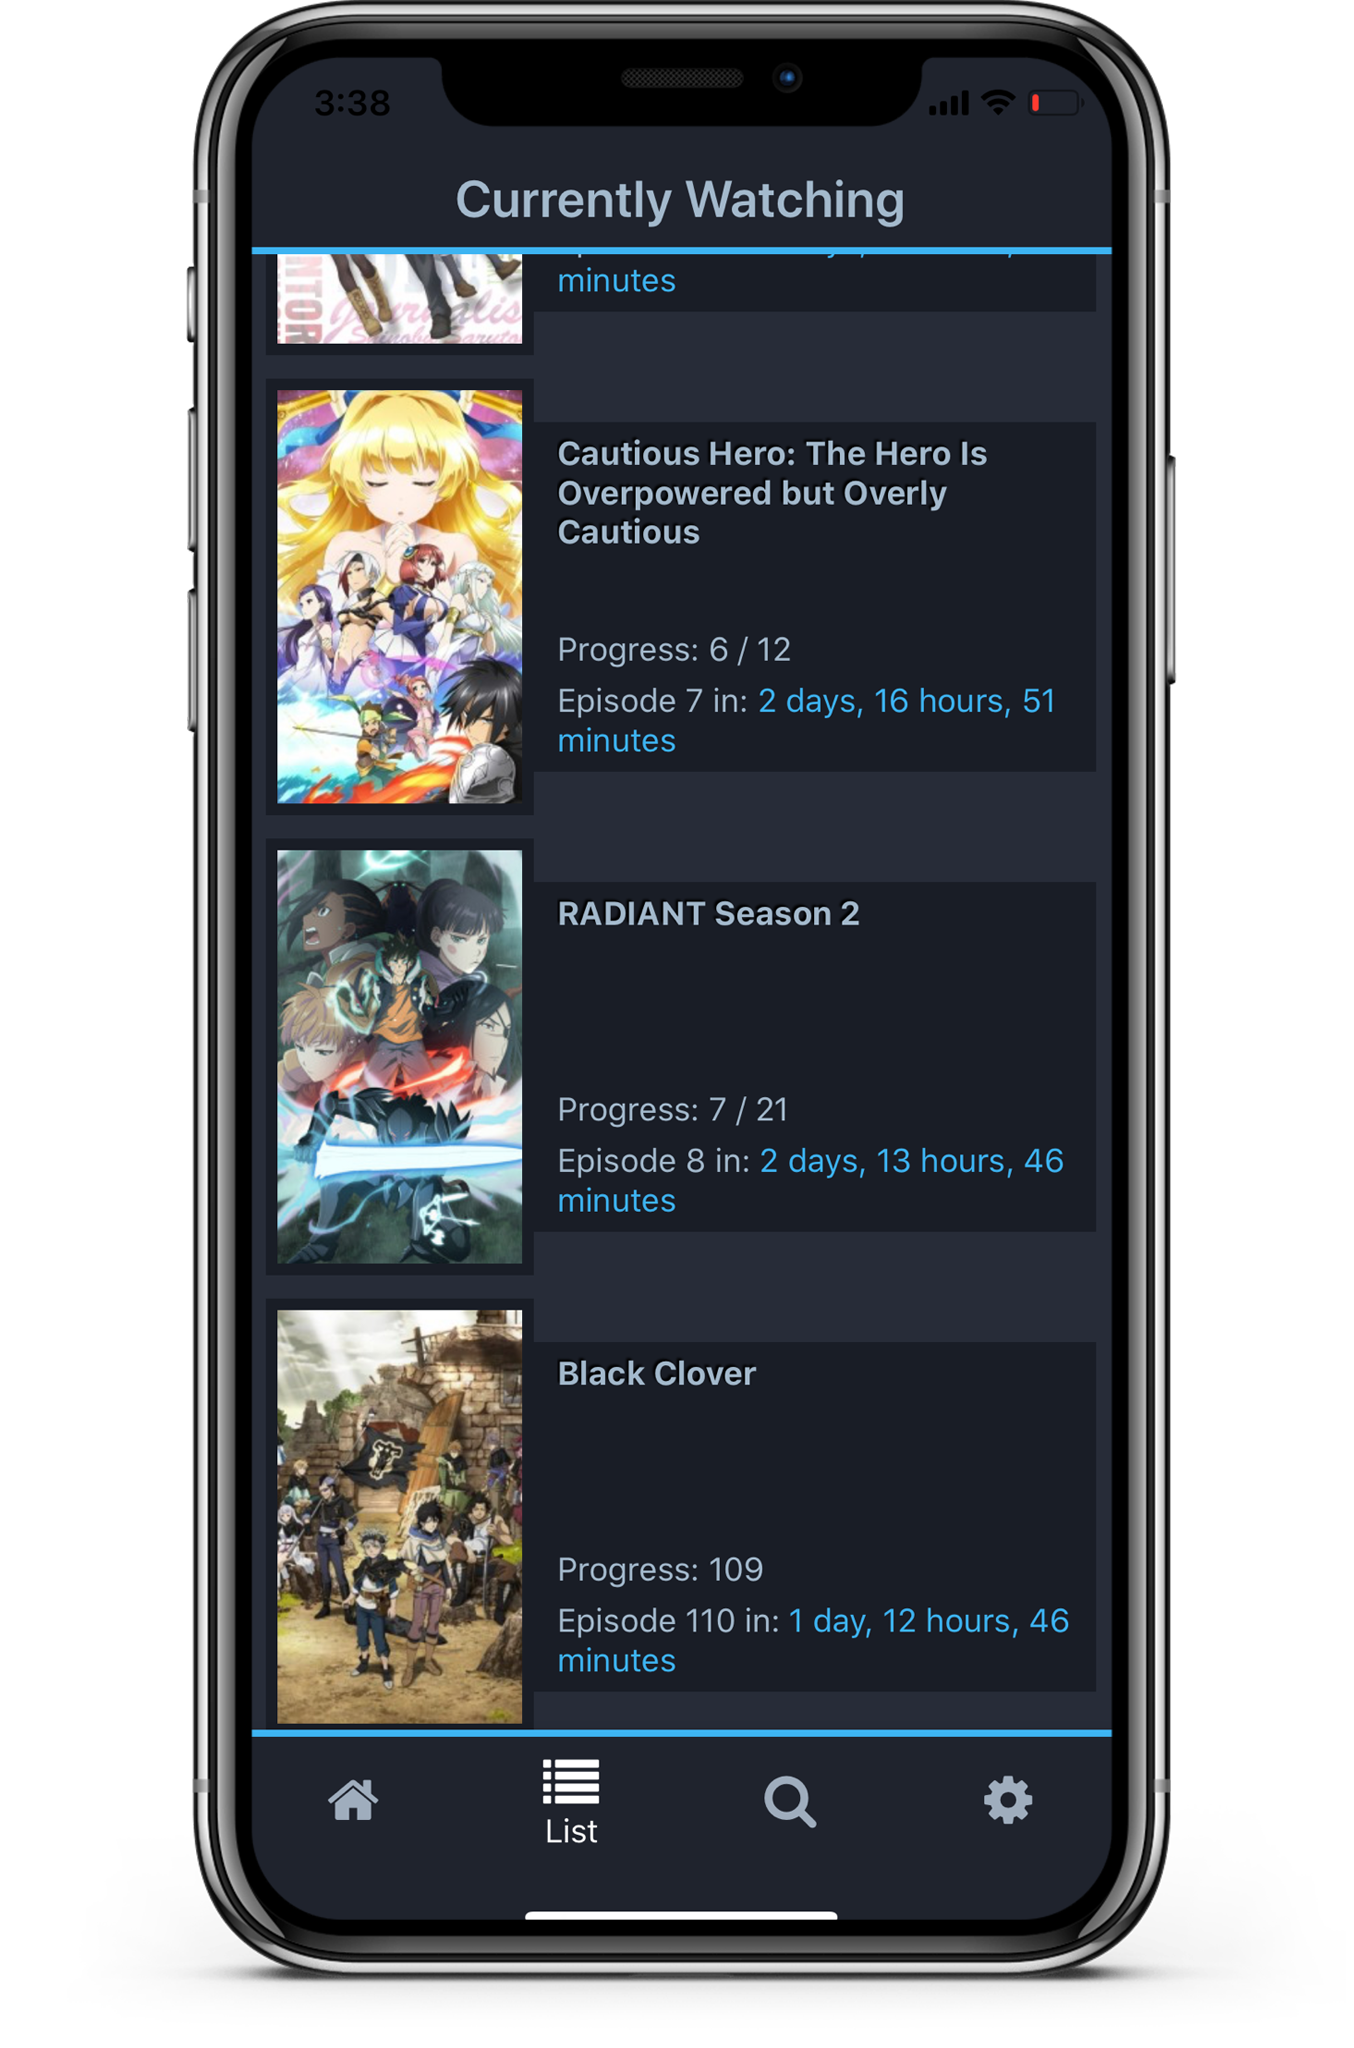 3:38
Currently Watching
minutes
NTOR
Journalis
Cautious Hero: The Hero Is
Overpowered but Overly
Cautious
Progress: 6 / 12
Episode 7 in: 2 days, 16 hours, 51
minutes
RADIANT Season 2
Progress: 7 / 21
Episode 8 in: 2 days, 13 hours, 46
minutes
Black Clover
Progress: 109
Episode 110 in: 1 day, 12 hours, 46
minutes
List